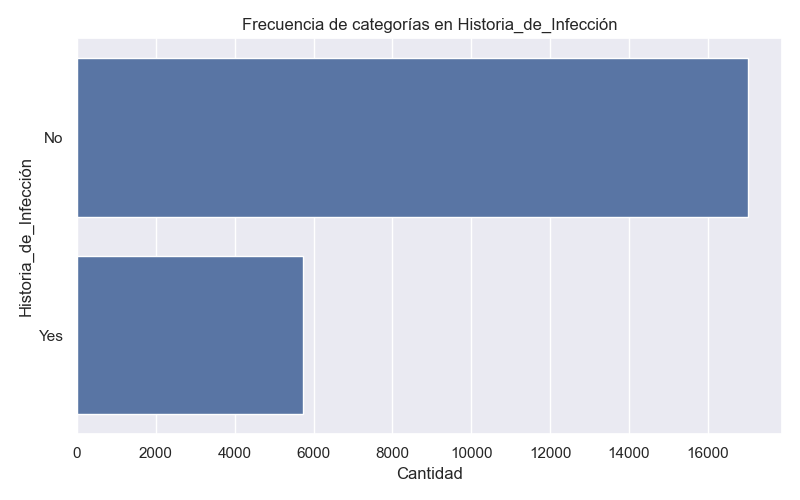 Frecuencia de categorías en Historia_de_Infección
Historia_de_Infección
No
Yes
0 2000 4000 6000 8000 10000 12000 14000 16000
Cantidad